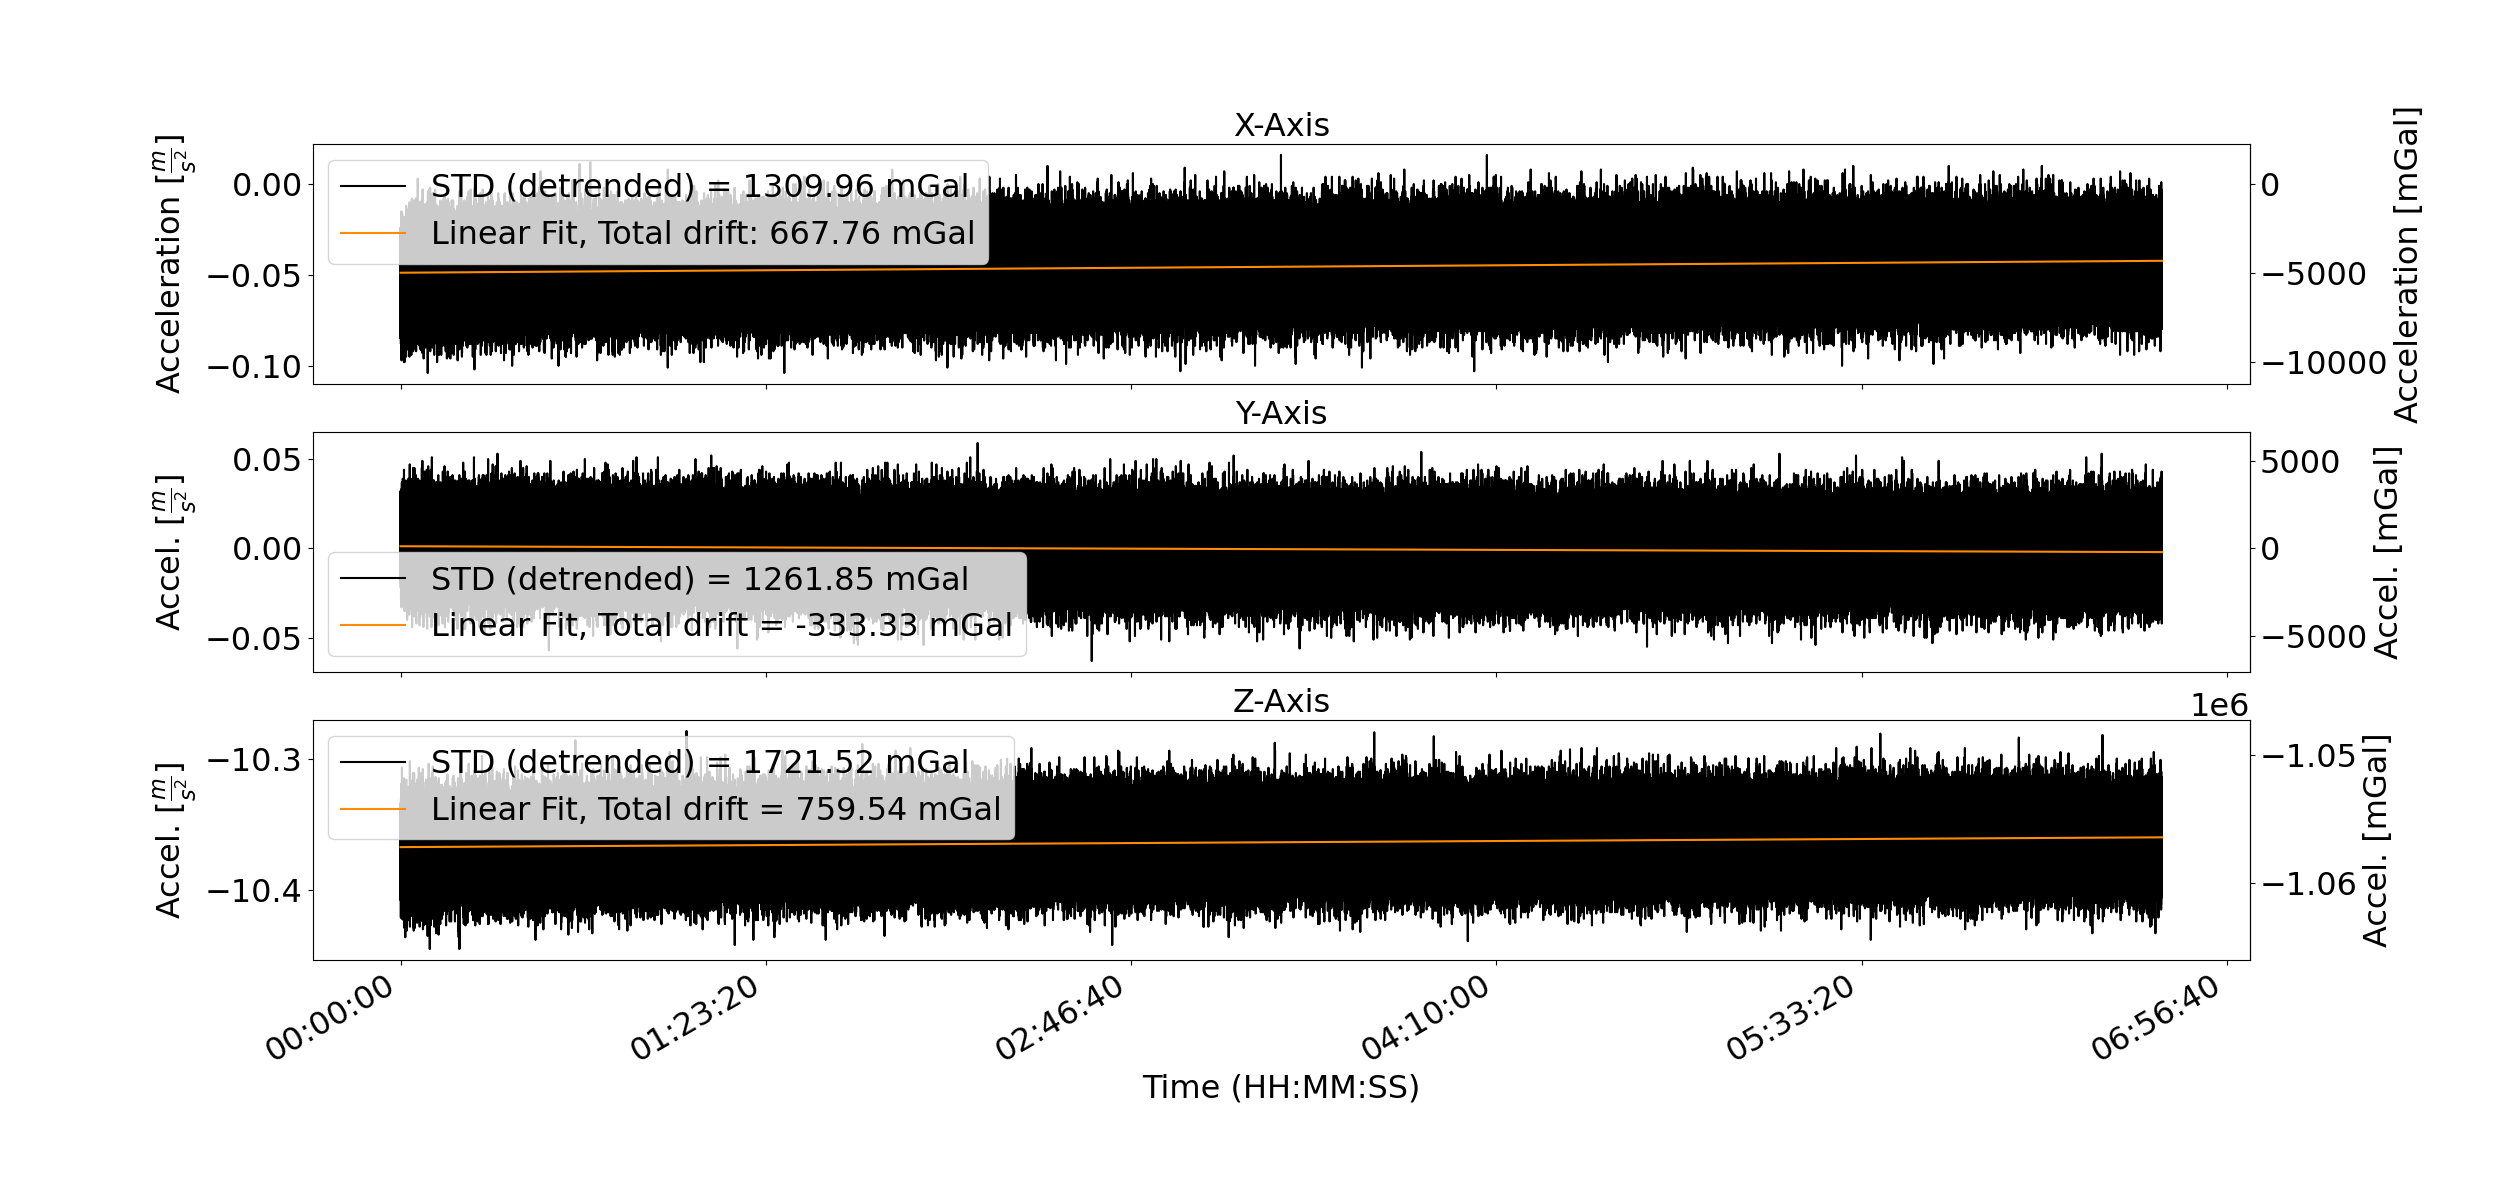 X-Axis
Acceleration [m/s²]
0.00
−0.05
−0.10
STD (detrended) = 1309.96 mGal
Linear Fit, Total drift: 667.76 mGal
0
−5000
−10000
Acceleration [mGal]
Y-Axis
Accel. [m/s²]
0.05
0.00
−0.05
STD (detrended) = 1261.85 mGal
Linear Fit, Total drift = -333.33 mGal
5000
0
−5000
Accel. [mGal]
Z-Axis
1e6
Accel. [m/s²]
−10.3
−10.4
STD (detrended) = 1721.52 mGal
Linear Fit, Total drift = 759.54 mGal
−1.05
−1.06
Accel. [mGal]
00:00:00
01:23:20
02:46:40
04:10:00
05:33:20
06:56:40
Time (HH:MM:SS)